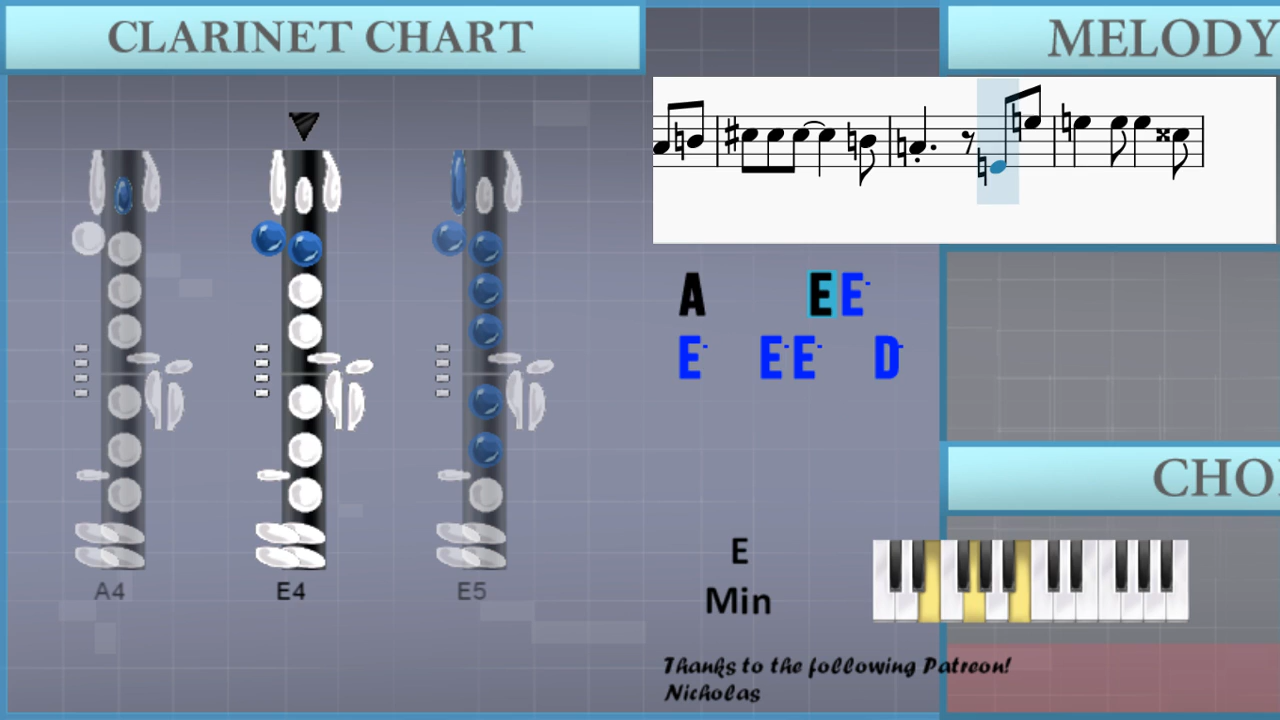 CLARINET CHART
MELODY
A EE-
E- EE- D-
A4 E4 E5
CHO
E
Min
Thanks to the following Patreon!
Nicholas